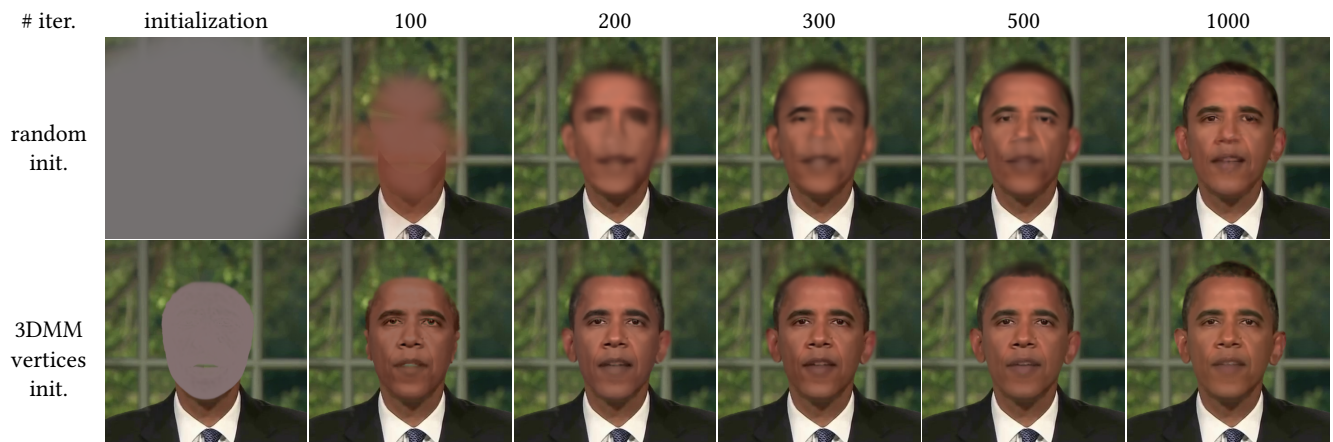 # iter. initialization 100 200 300 500 1000
random
init.
3DMM
vertices
init.